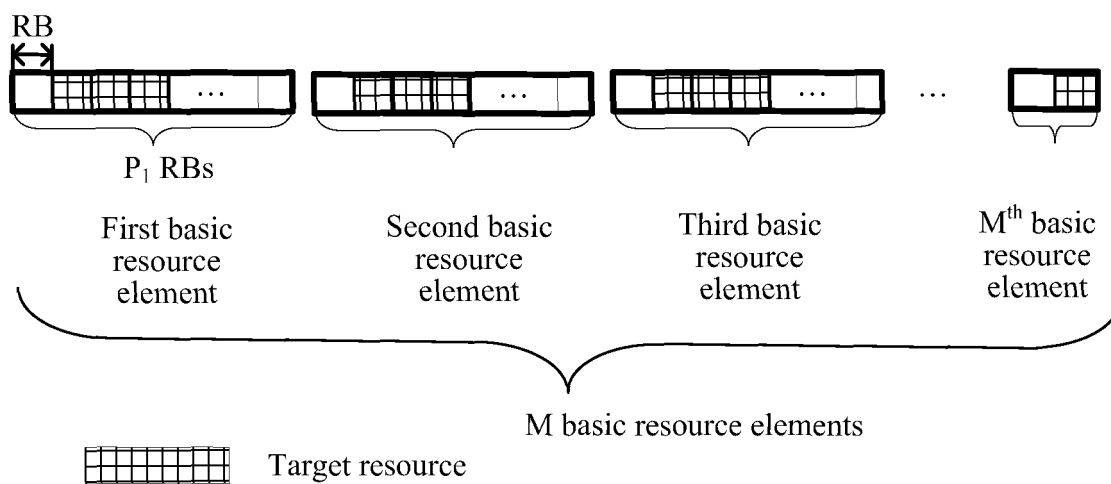 RB
... ... ... ...
P₁ RBs
First basic
resource
element
Second basic
resource
element
Third basic
resource
element
Mᵗʰ basic
resource
element
M basic resource elements
Target resource